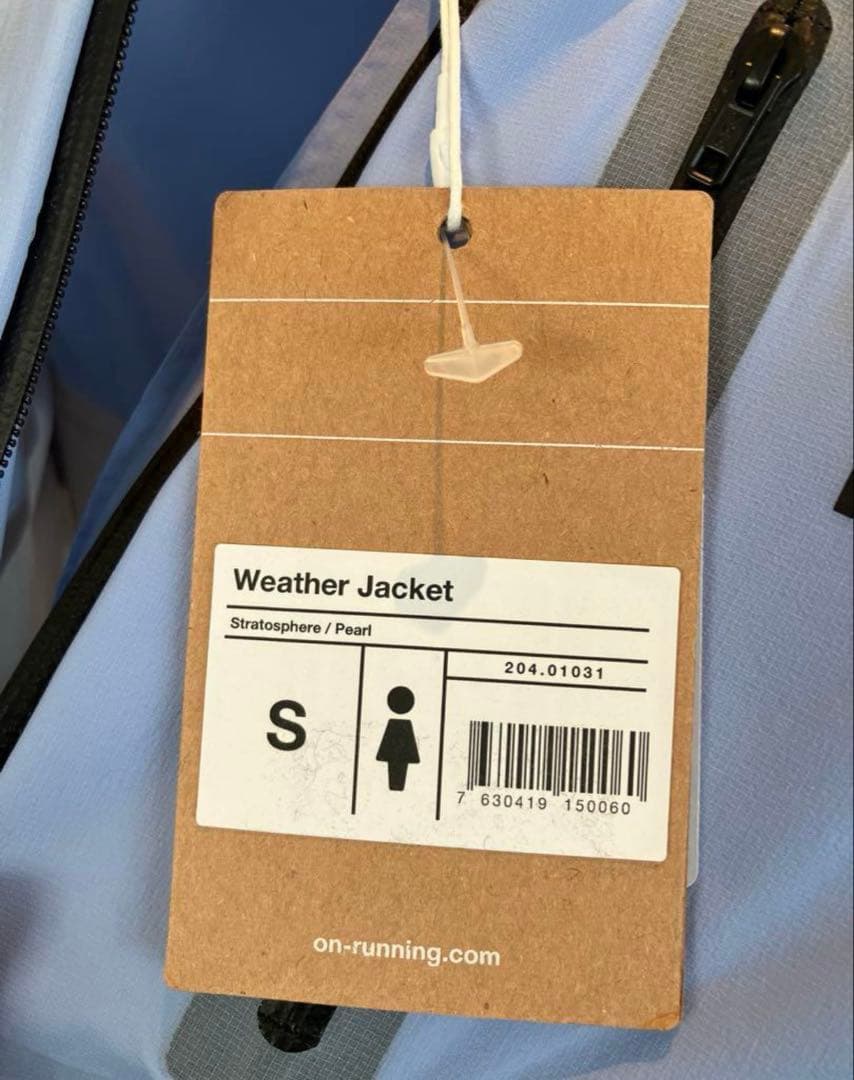 Weather Jacket
Stratosphere / Pearl
S
204.01031
7 630419 150060
on-running.com